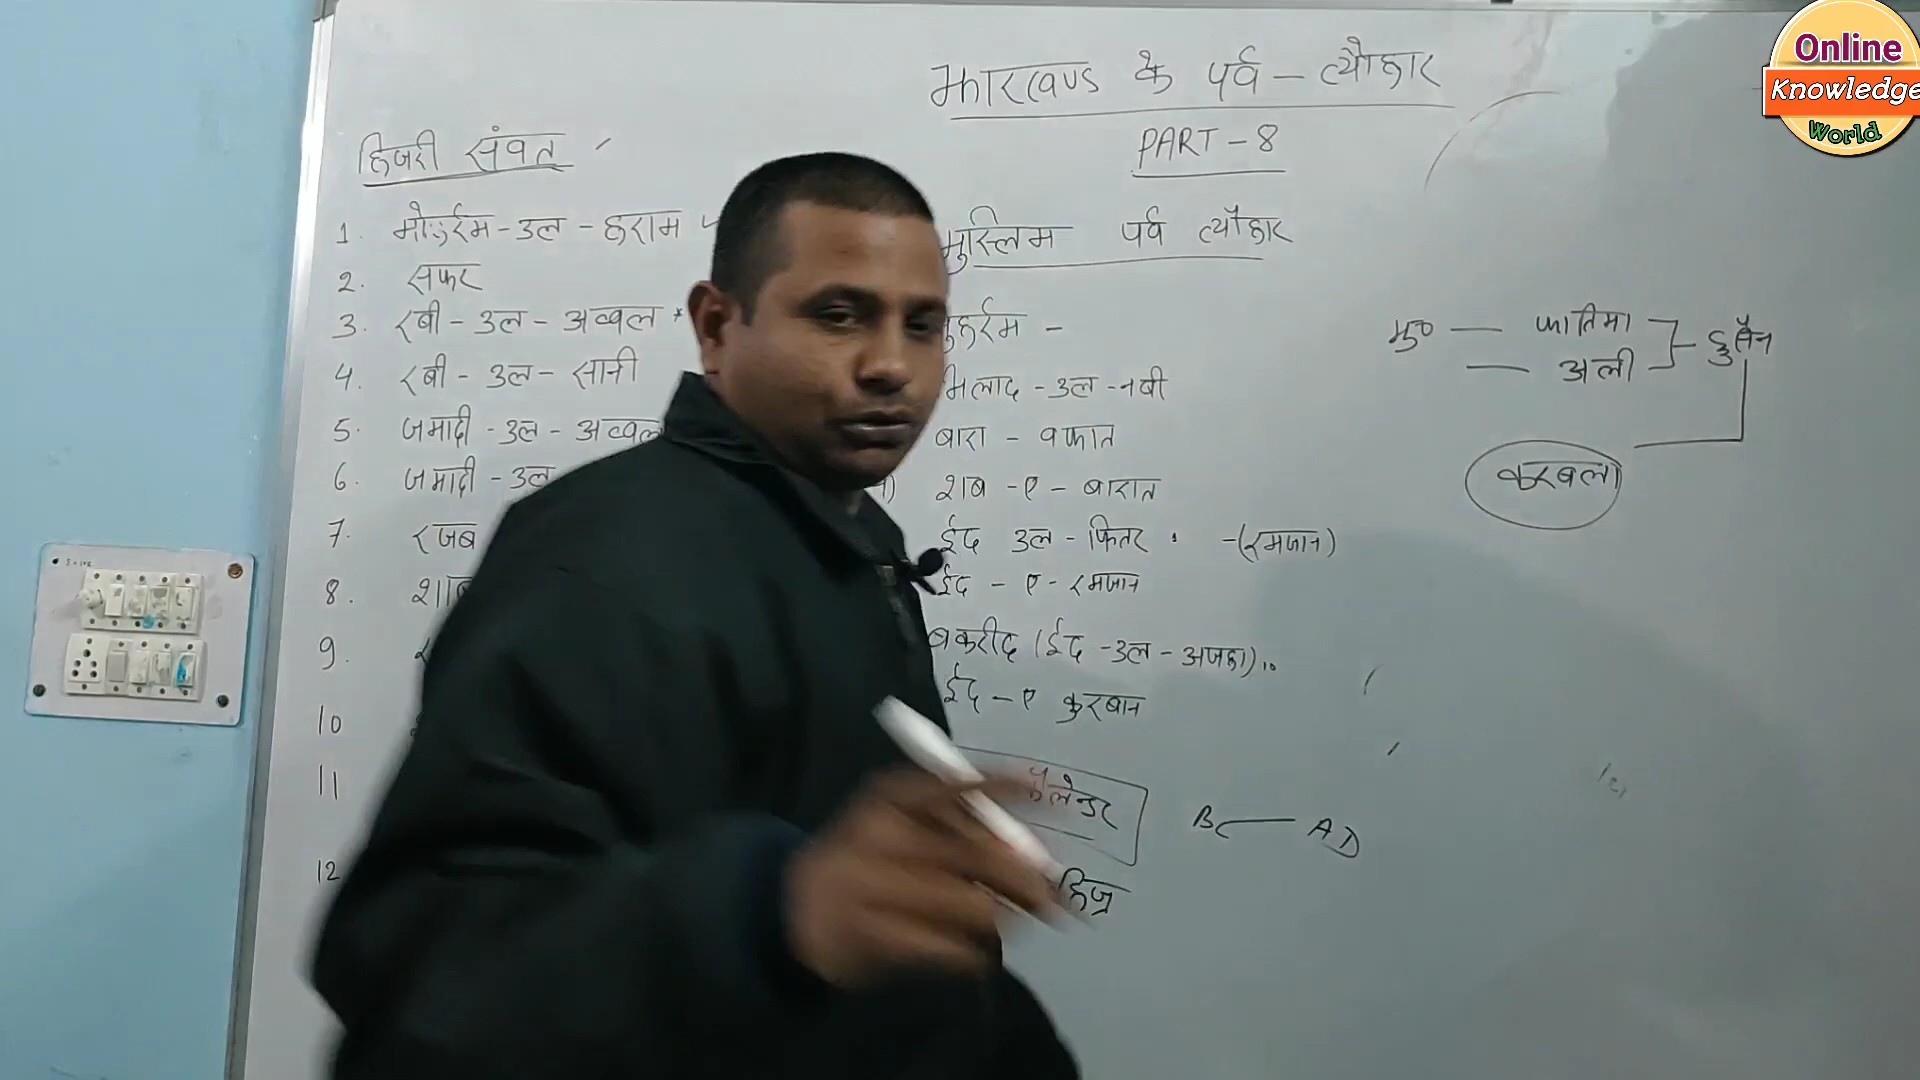 Online
Knowledge
World
झारखण्ड के पर्व - त्योहार
PART - 8
हिजरी संवत
1. मोहर्रम - उल - हराम
2. सफर
3. रबी - उल - अव्वल *
4. रबी - उल - सानी
5. जमादी - उल - अव्वल
6. जमादी - उल
7. रजब
8.
9.
10
11
12
मुस्लिम पर्व त्यौहार
मुहर्रम -
मिलाद - उल - नबी
बारा - वफात
शब - ए - बारात
ईद उल - फितर - (रमजान)
ईद - ए - रमजान
बकरीद (ईद - उल - अजहा)
ईद - ए कुरबान
कैलेन्डर
BC — AD
हिज्र
मु० — फातिमा
— अली
हुसैन
करबला